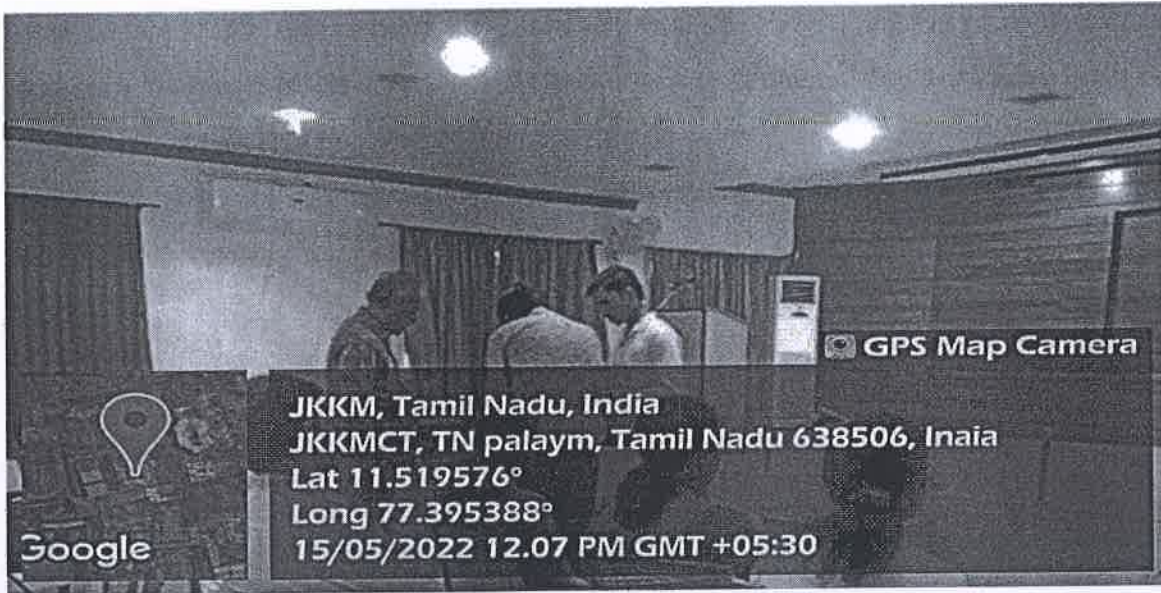 GPS Map Camera
JKKM, Tamil Nadu, India
JKKMCT, TN palaym, Tamil Nadu 638506, Inaia
Lat 11.519576°
Long 77.395388°
15/05/2022 12.07 PM GMT +05:30
Google